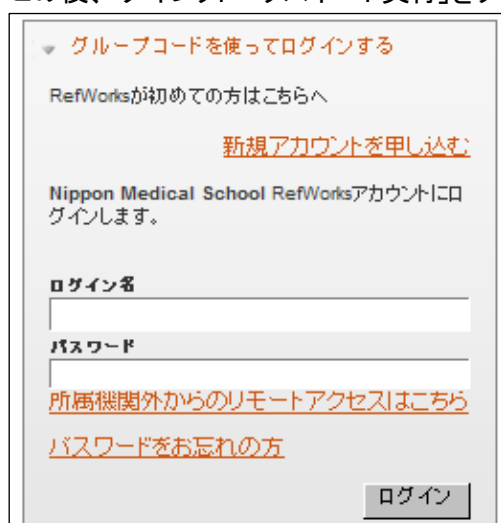 グループコードを使ってログインする
RefWorksが初めての方はこちらへ
新規アカウントを申し込む
Nippon Medical School RefWorksアカウントにロ
グインします。
ログイン名
パスワード
所属機関外からのリモートアクセスはこちら
パスワードをお忘れの方
ログイン